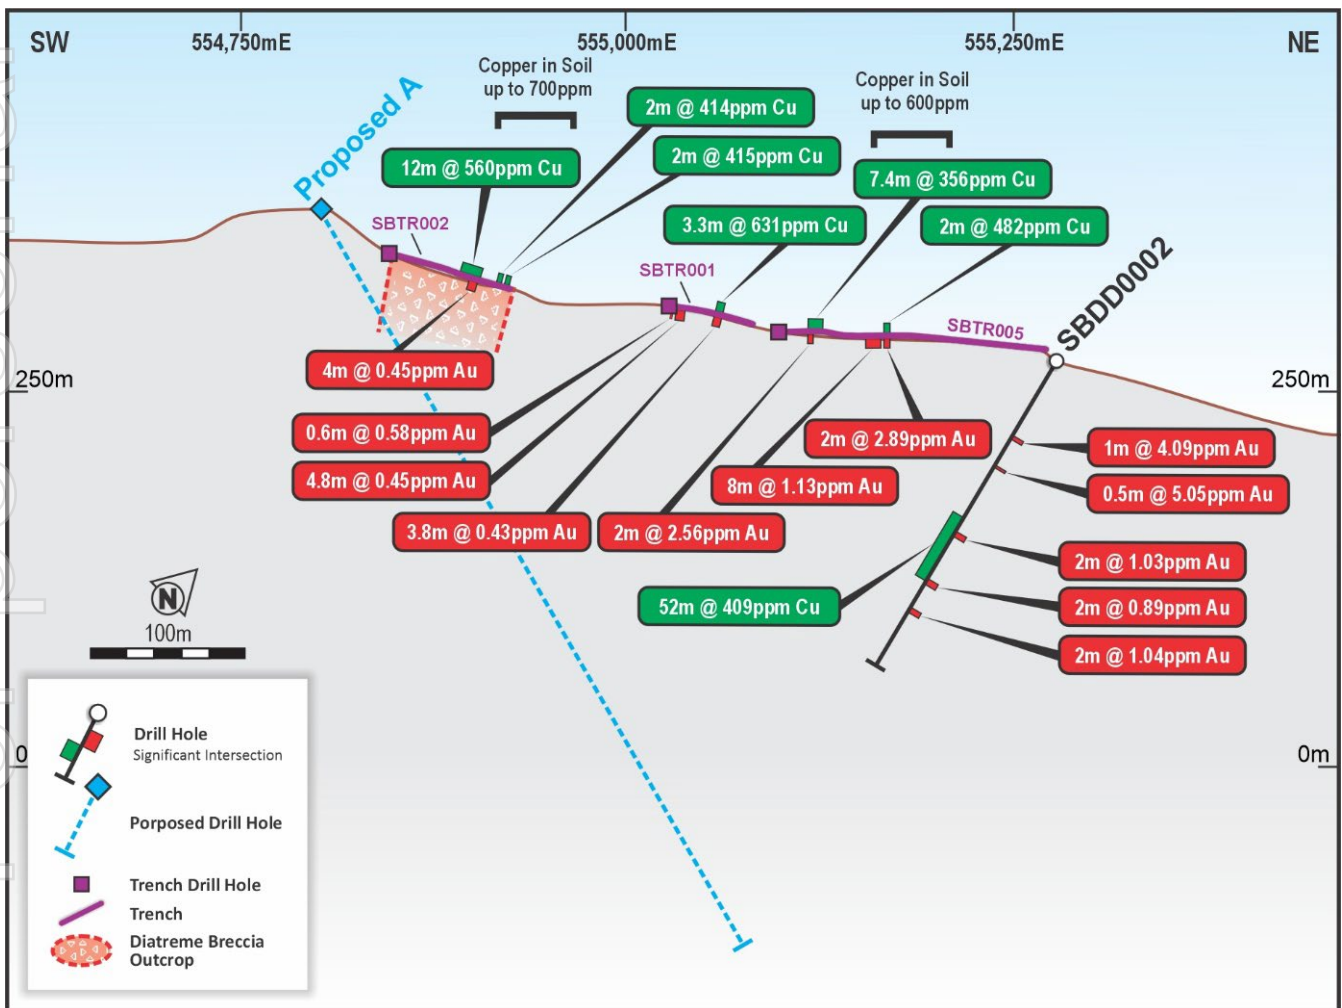 SW
554,750mE
555,000mE
555,250mE
NE
Copper in Soil
up to 700ppm
Copper in Soil
up to 600ppm
Proposed A
2m @ 414ppm Cu
2m @ 415ppm Cu
12m @ 560ppm Cu
7.4m @ 356ppm Cu
3.3m @ 631ppm Cu
2m @ 482ppm Cu
SBTR002
SBTR001
SBTR005
SBDD0002
250m
250m
4m @ 0.45ppm Au
0.6m @ 0.58ppm Au
4.8m @ 0.45ppm Au
3.8m @ 0.43ppm Au
2m @ 2.56ppm Au
8m @ 1.13ppm Au
2m @ 2.89ppm Au
1m @ 4.09ppm Au
0.5m @ 5.05ppm Au
2m @ 1.03ppm Au
2m @ 0.89ppm Au
2m @ 1.04ppm Au
52m @ 409ppm Cu
N
100m
0
0m
Drill Hole
Significant Intersection
Porposed Drill Hole
Trench Drill Hole
Trench
Diatreme Breccia
Outcrop